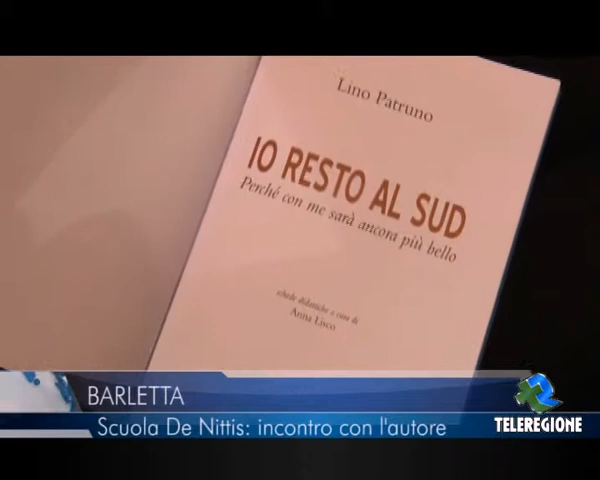 Lino Patruno
IO RESTO AL SUD
Perché con me sarà ancora più bello
schede didattiche a cura di
Anna Lisco
BARLETTA
Scuola De Nittis: incontro con l'autore
TELEREGIONE